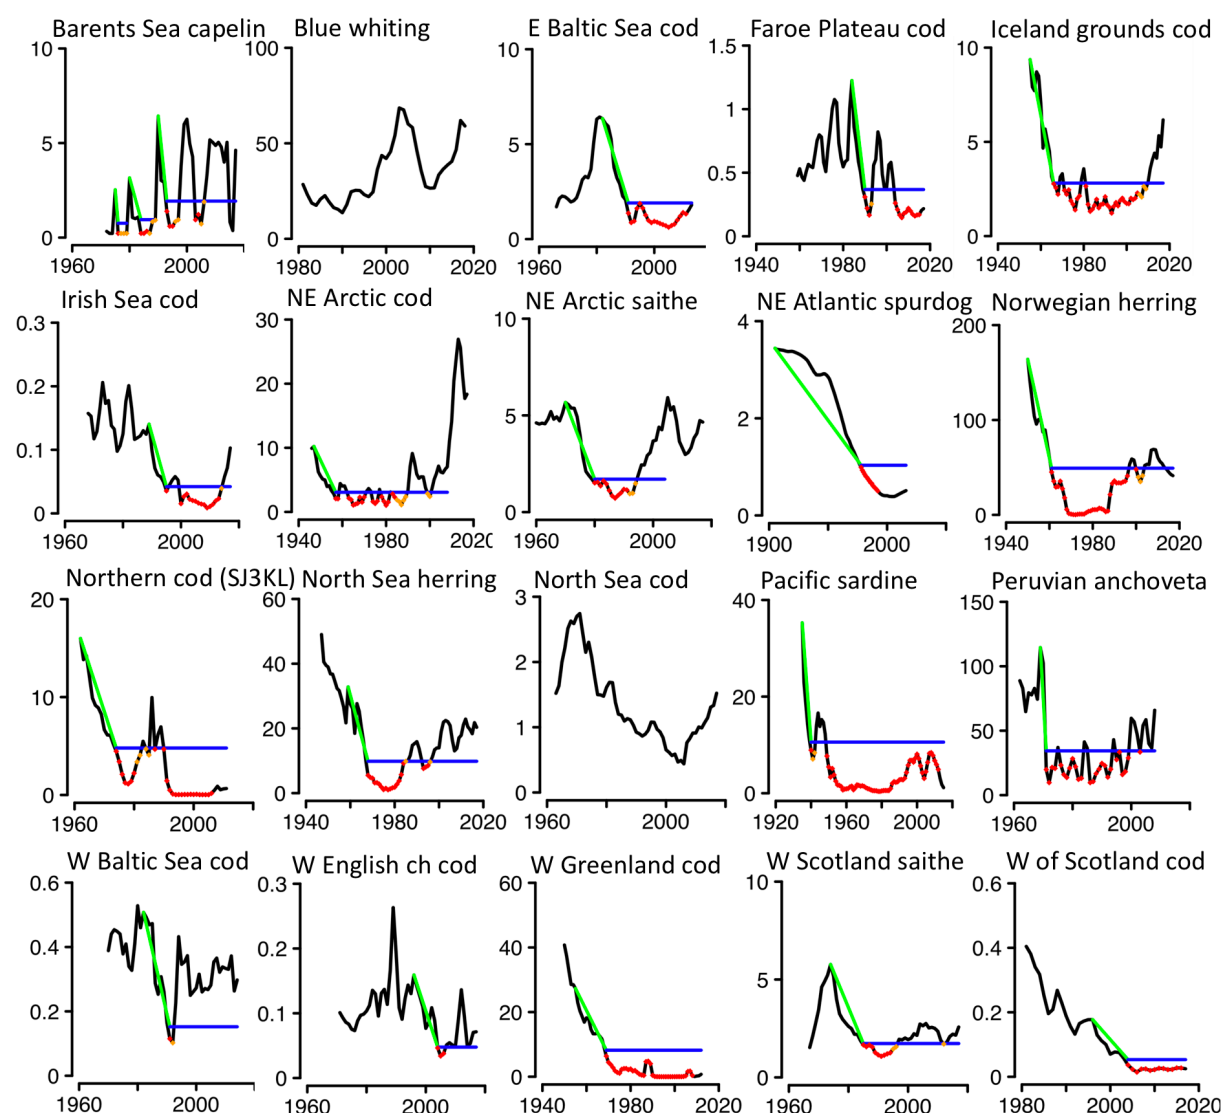 Barents Sea capelin Blue whiting E Baltic Sea cod Faroe Plateau cod Iceland grounds cod
10 100 10 1.5 10
5 50 5 1 5
0.5
0 0 0 0 0
1960 2000 1980 2000 2020 1960 2000 1940 1980 2020 1940 1980 2020
Irish Sea cod NE Arctic cod NE Arctic saithe NE Atlantic spurdog Norwegian herring
0.3 30 10 4 200
0.2 20 5 2 100
0.1 10
0 0 0 0 0
1960 2000 1940 1980 2020 1960 2000 1900 2000 1940 1980 2020
Northern cod (SJ3KL) North Sea herring North Sea cod Pacific sardine Peruvian anchoveta
20 60 3 40 150
10 40 2 20 100
20 1 50
0 0 0 0 0
1960 2000 1940 1980 2020 1960 2000 1920 1960 2000 1960 2000
W Baltic Sea cod W English ch cod W Greenland cod W Scotland saithe W of Scotland cod
0.6 0.3 60 10 0.6
0.4 0.2 40 5 0.4
0.2 0.1 20 0.2
0 0 0 0 0
1960 2000 1960 2000 1940 1980 2020 1960 2000 1980 2000 2020